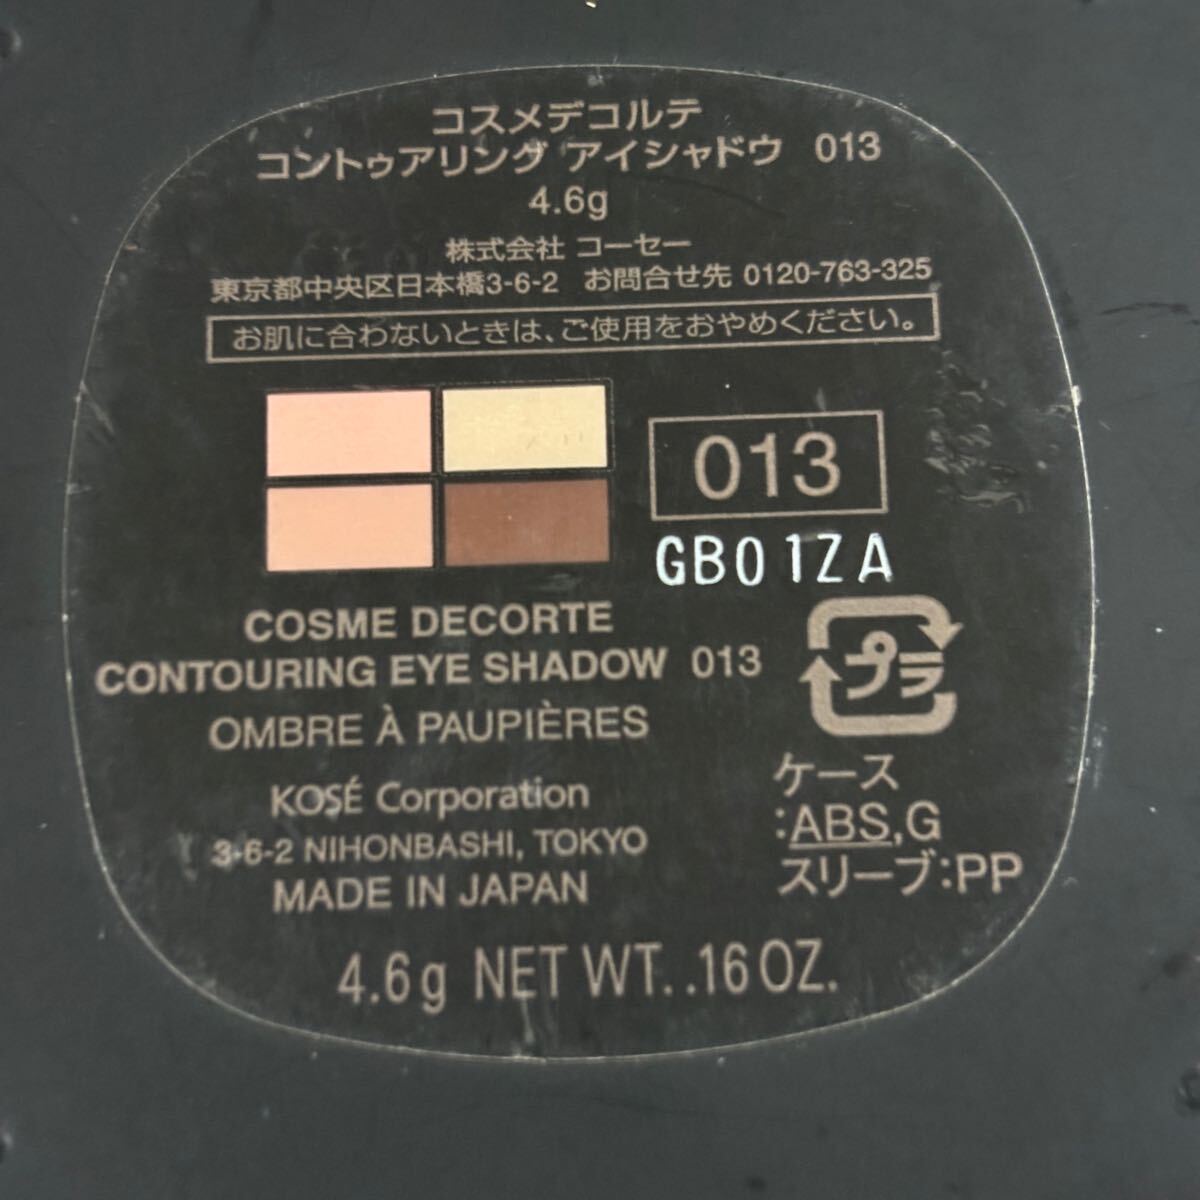 コスメデコルテ
コントゥアリング アイシャドウ 013
4.6g
株式会社 コーセー
東京都中央区日本橋3-6-2 お問合せ先 0120-763-325
お肌に合わないときは、ご使用をおやめください。
013
GB01ZA
COSME DECORTE
CONTOURING EYE SHADOW 013
OMBRE À PAUPIÈRES
プラ
KOSÉ Corporation
3-6-2 NIHONBASHI, TOKYO
MADE IN JAPAN
ケース
:ABS,G
スリーブ:PP
4.6g NET WT. .16 OZ.